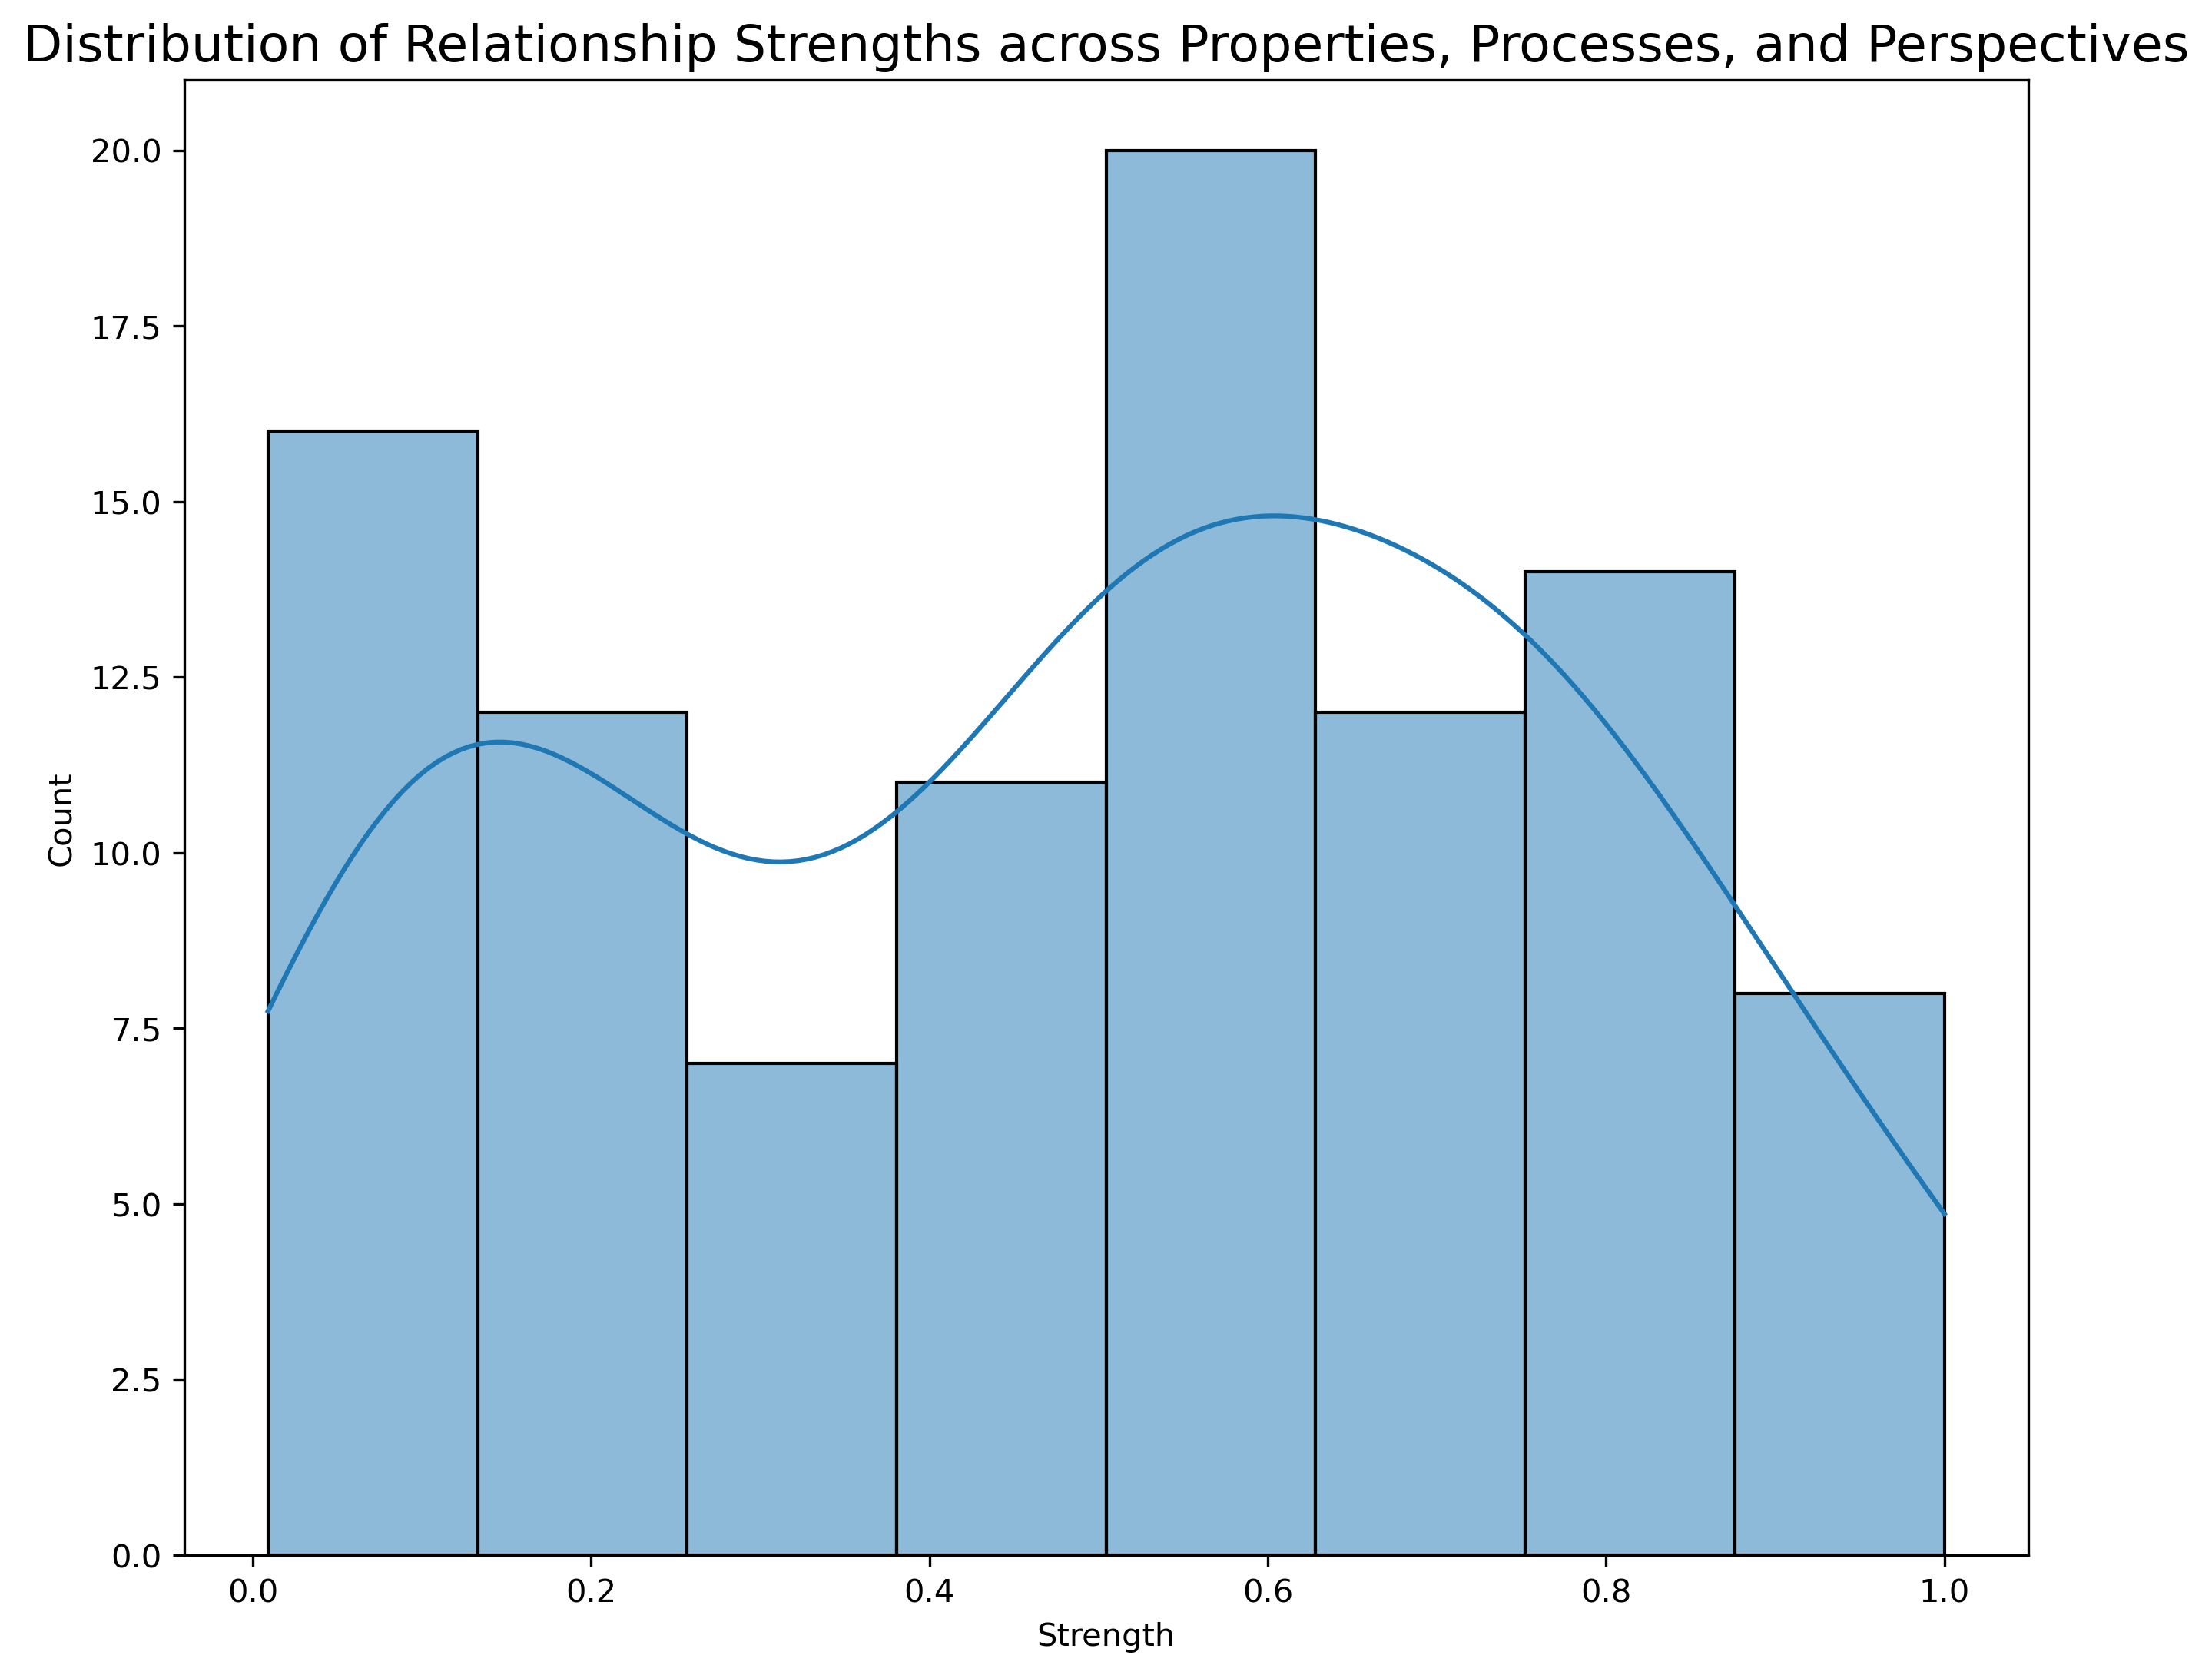 Distribution of Relationship Strengths across Properties, Processes, and Perspectives
20.0
17.5
15.0
12.5
10.0
7.5
5.0
2.5
0.0
Count
0.0 0.2 0.4 0.6 0.8 1.0
Strength